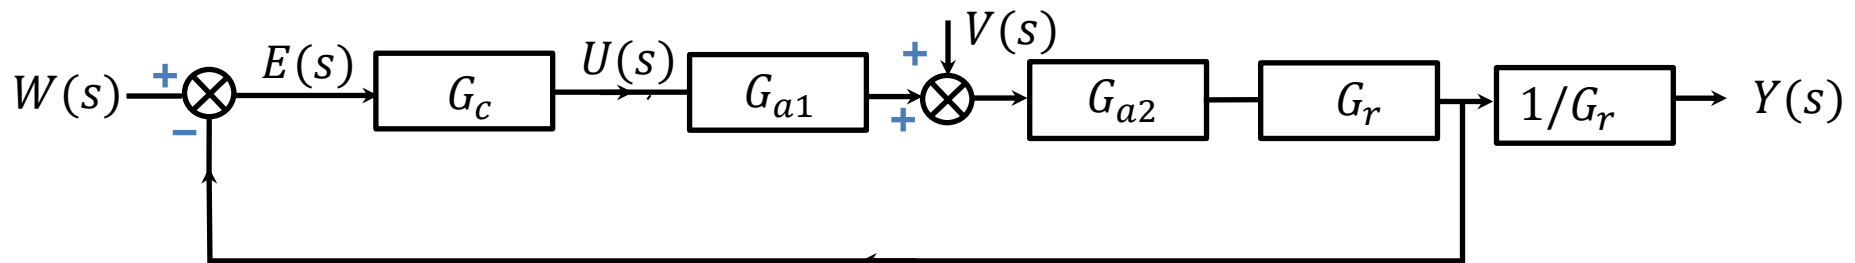 V(s)
+
W(s) + E(s) G_c U(s) G_{a1} + G_{a2} G_r 1/G_r Y(s)
−